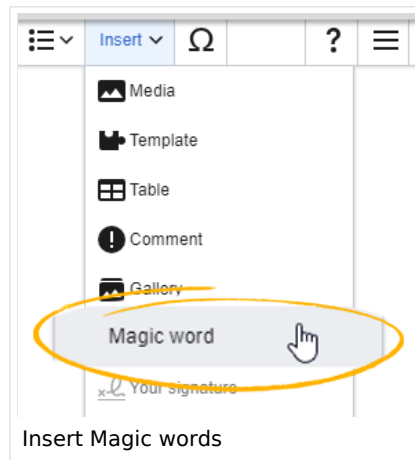 Insert Ω ?
Media
Template
Table
Comment
Gallery
Magic word
Your signature
Insert Magic words